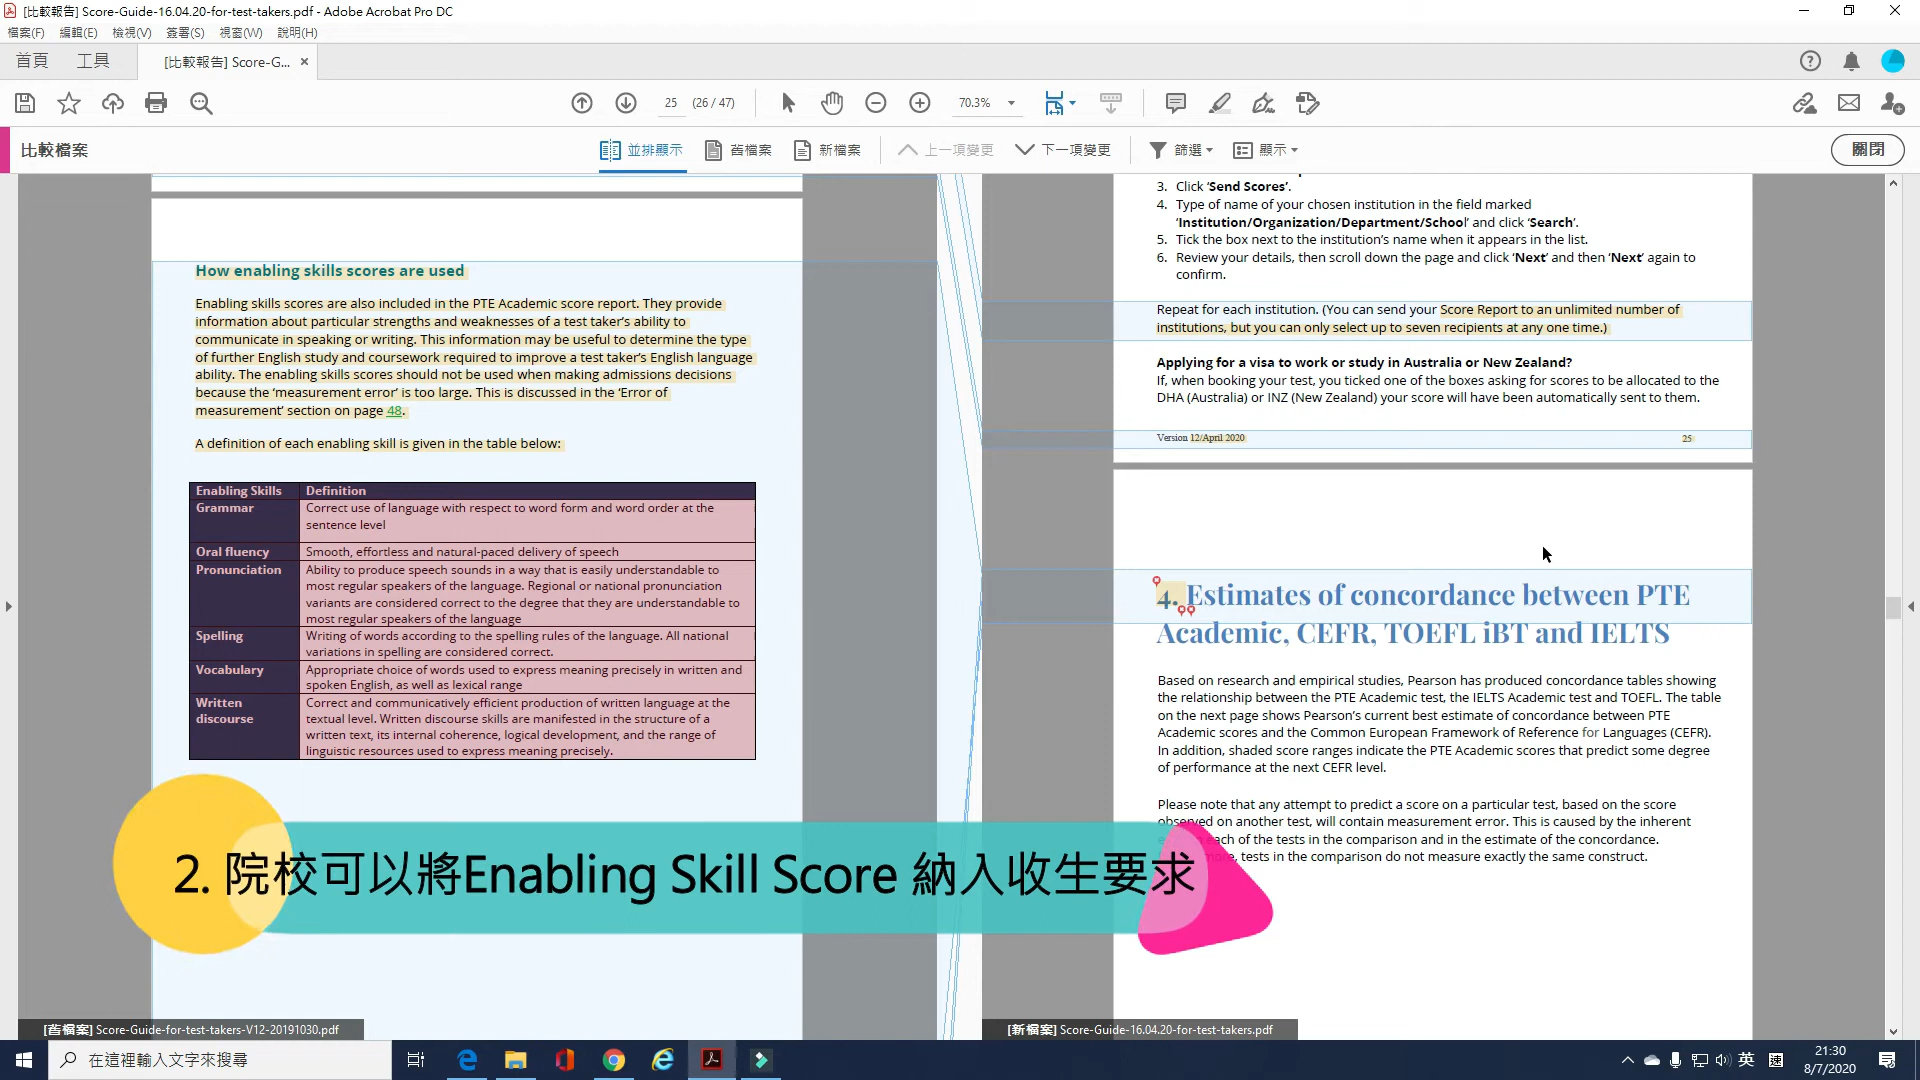 [比較報告] Score-Guide-16.04.20-for-test-takers.pdf - Adobe Acrobat Pro DC
檔案(F) 編輯(E) 檢視(V) 簽署(S) 視窗(W) 說明(H)
首頁 工具 [比較報告] Score-G... ×
25 (26 / 47) 70.3%
比較檔案 並排顯示 舊檔案 新檔案 上一項變更 下一項變更 篩選 顯示 關閉
How enabling skills scores are used
Enabling skills scores are also included in the PTE Academic score report. They provide
information about particular strengths and weaknesses of a test taker's ability to
communicate in speaking or writing. This information may be useful to determine the type
of further English study and coursework required to improve a test taker's English language
ability. The enabling skills scores should not be used when making admissions decisions
because the 'measurement error' is too large. This is discussed in the 'Error of
measurement' section on page 48.
A definition of each enabling skill is given in the table below:
Enabling Skills Definition
Grammar Correct use of language with respect to word form and word order at the
sentence level
Oral fluency Smooth, effortless and natural-paced delivery of speech
Pronunciation Ability to produce speech sounds in a way that is easily understandable to
most regular speakers of the language. Regional or national pronunciation
variants are considered correct to the degree that they are understandable to
most regular speakers of the language
Spelling Writing of words according to the spelling rules of the language. All national
variations in spelling are considered correct.
Vocabulary Appropriate choice of words used to express meaning precisely in written and
spoken English, as well as lexical range
Written discourse Correct and communicatively efficient production of written language at the
textual level. Written discourse skills are manifested in the structure of a
written text, its internal coherence, logical development, and the range of
linguistic resources used to express meaning precisely.
[舊檔案] Score-Guide-for-test-takers-V12-20191030.pdf
3. Click 'Send Scores'.
4. Type of name of your chosen institution in the field marked
'Institution/Organization/Department/School' and click 'Search'.
5. Tick the box next to the institution's name when it appears in the list.
6. Review your details, then scroll down the page and click 'Next' and then 'Next' again to
confirm.
Repeat for each institution. (You can send your Score Report to an unlimited number of
institutions, but you can only select up to seven recipients at any one time.)
Applying for a visa to work or study in Australia or New Zealand?
If, when booking your test, you ticked one of the boxes asking for scores to be allocated to the
DHA (Australia) or INZ (New Zealand) your score will have been automatically sent to them.
Version 12/April 2020 25
4. Estimates of concordance between PTE
Academic, CEFR, TOEFL iBT and IELTS
Based on research and empirical studies, Pearson has produced concordance tables showing
the relationship between the PTE Academic test, the IELTS Academic test and TOEFL. The table
on the next page shows Pearson's current best estimate of concordance between PTE
Academic scores and the Common European Framework of Reference for Languages (CEFR).
In addition, shaded score ranges indicate the PTE Academic scores that predict some degree
of performance at the next CEFR level.
Please note that any attempt to predict a score on a particular test, based on the score
observed on another test, will contain measurement error. This is caused by the inherent
each of the tests in the comparison and in the estimate of the concordance.
tests in the comparison do not measure exactly the same construct.
[新檔案] Score-Guide-16.04.20-for-test-takers.pdf
2. 院校可以將Enabling Skill Score 納入收生要求
在這裡輸入文字來搜尋
英
21:30
8/7/2020